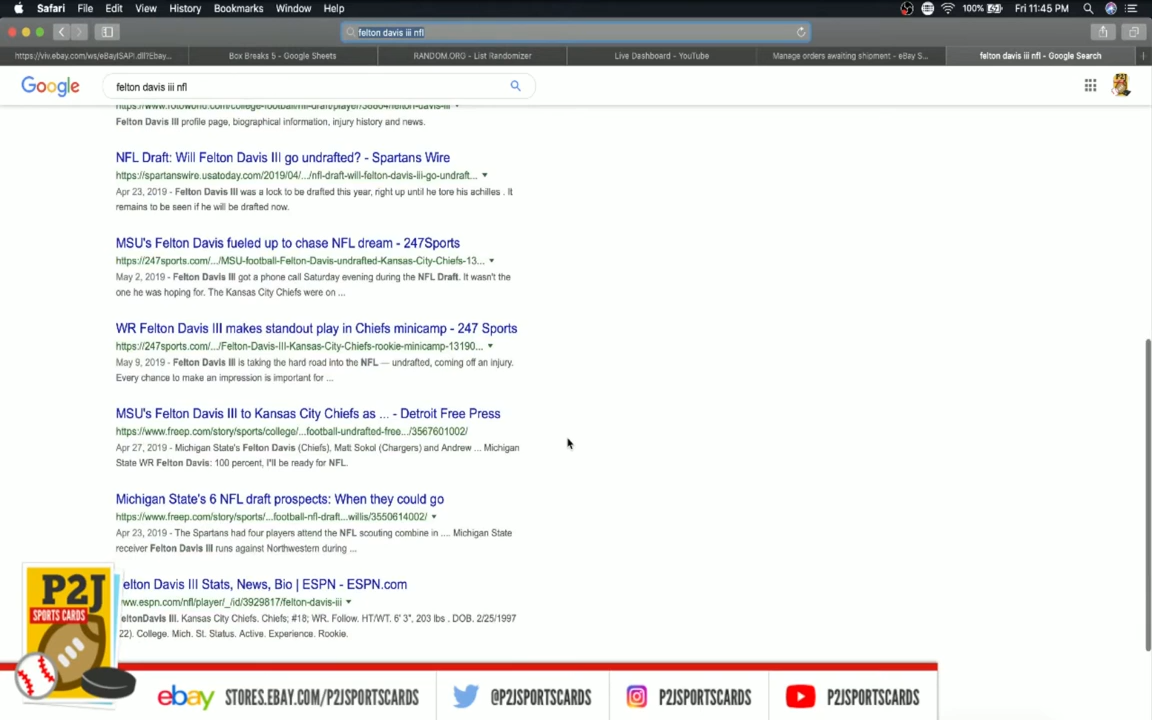 Safari File Edit View History Bookmarks Window Help 100% Fri 11:45 PM
felton davis iii nfl
https://viv.ebay.com/ws/eBayISAPI.dll?Ebay... Box Breaks 5 - Google Sheets RANDOM.ORG - List Randomizer Live Dashboard - YouTube Manage orders awaiting shipment - eBay S... felton davis iii nfl - Google Search
Google felton davis iii nfl
Felton Davis III profile page, biographical information, injury history and news.
NFL Draft: Will Felton Davis III go undrafted? - Spartans Wire
https://spartanswire.usatoday.com/2019/04/.../nfl-draft-will-felton-davis-iii-go-undraft...
Apr 23, 2019 - Felton Davis III was a lock to be drafted this year, right up until he tore his achilles . It
remains to be seen if he will be drafted now.
MSU's Felton Davis fueled up to chase NFL dream - 247Sports
https://247sports.com/.../MSU-football-Felton-Davis-undrafted-Kansas-City-Chiefs-13...
May 2, 2019 - Felton Davis III got a phone call Saturday evening during the NFL Draft. It wasn't the
one he was hoping for. The Kansas City Chiefs were on ...
WR Felton Davis III makes standout play in Chiefs minicamp - 247 Sports
https://247sports.com/.../Felton-Davis-III-Kansas-City-Chiefs-rookie-minicamp-13190...
May 9, 2019 - Felton Davis III is taking the hard road into the NFL — undrafted, coming off an injury.
Every chance to make an impression is important for ...
MSU's Felton Davis III to Kansas City Chiefs as ... - Detroit Free Press
https://www.freep.com/story/sports/college/...football-undrafted-free.../3567601002/
Apr 27, 2019 - Michigan State's Felton Davis (Chiefs), Matt Sokol (Chargers) and Andrew ... Michigan
State WR Felton Davis: 100 percent, I'll be ready for NFL.
Michigan State's 6 NFL draft prospects: When they could go
https://www.freep.com/story/sports/...football-nfl-draft...willis/3550614002/
Apr 23, 2019 - The Spartans had four players attend the NFL scouting combine in .... Michigan State
receiver Felton Davis III runs against Northwestern during ...
elton Davis III Stats, News, Bio | ESPN - ESPN.com
ww.espn.com/nfl/player/_/id/3929817/felton-davis-iii
eltonDavis III. Kansas City Chiefs. Chiefs; #18; WR. Follow. HT/WT. 6' 3", 203 lbs . DOB. 2/25/1997
22). College. Mich. St. Status. Active. Experience. Rookie.
P2J
SPORTS CARDS
ebay STORES.EBAY.COM/P2JSPORTSCARDS @P2JSPORTSCARDS P2JSPORTSCARDS P2JSPORTSCARDS